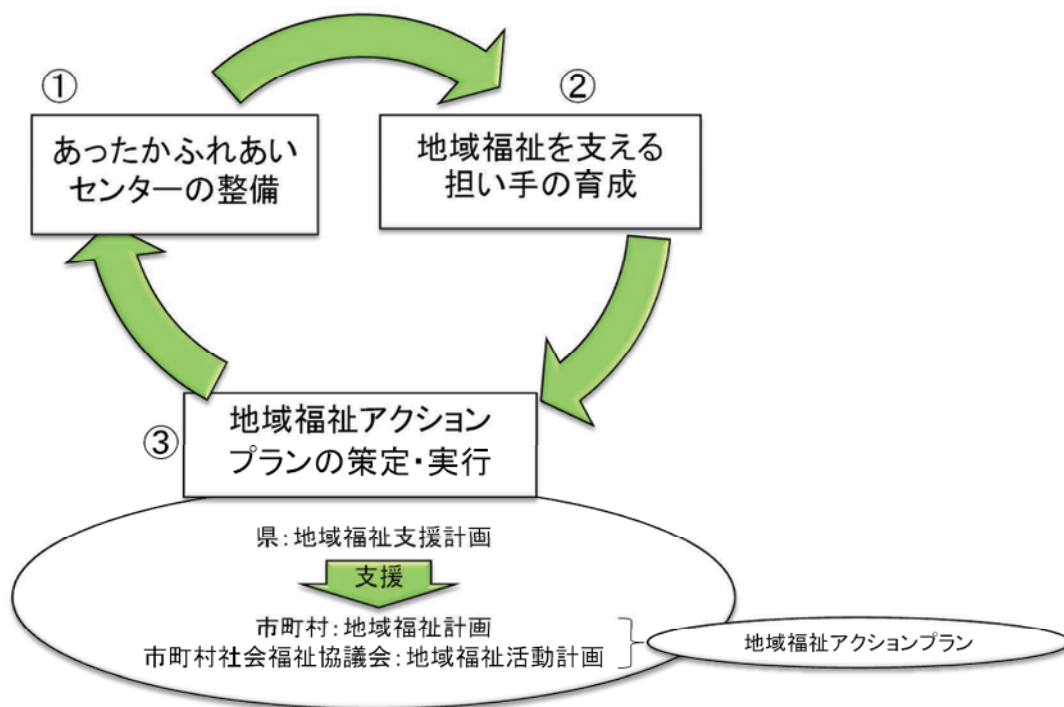 ①
あったかふれあい
センターの整備
②
地域福祉を支える
担い手の育成
③
地域福祉アクション
プランの策定・実行
県:地域福祉支援計画
支援
市町村:地域福祉計画
市町村社会福祉協議会:地域福祉活動計画
地域福祉アクションプラン